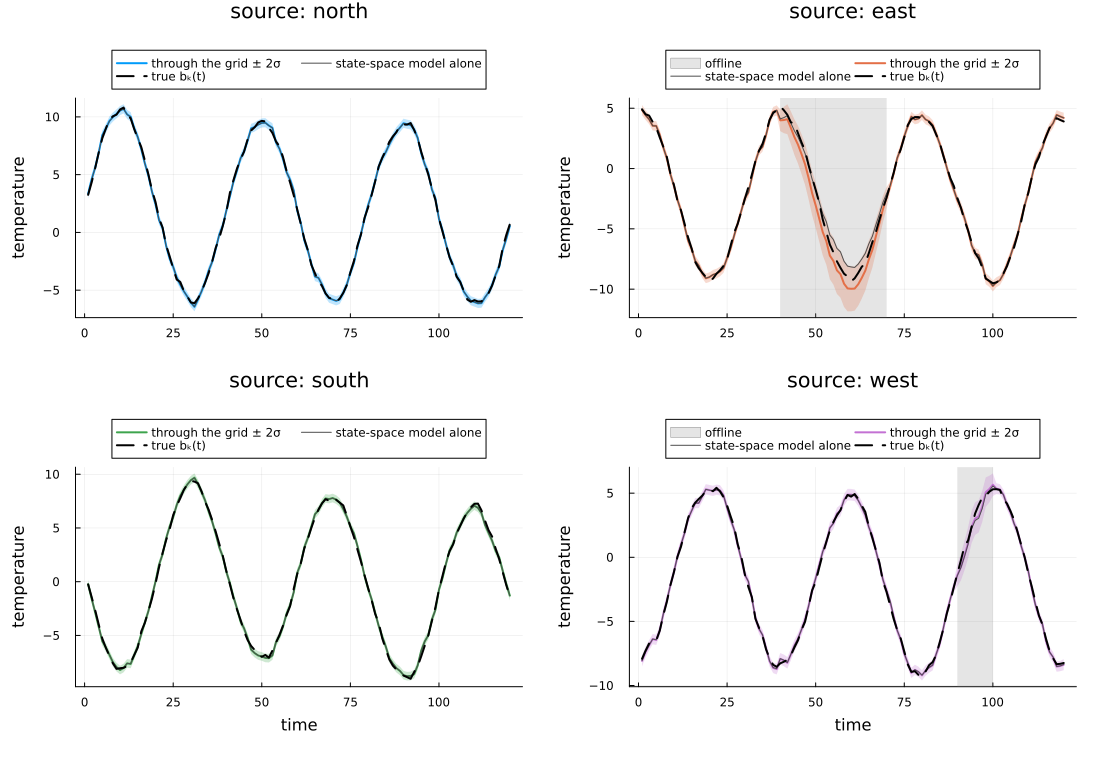 source: north
through the grid ± 2σ state-space model alone
true bₖ(t)
temperature
10
5
0
−5
0 25 50 75 100
source: east
offline through the grid ± 2σ
state-space model alone true bₖ(t)
temperature
5
0
−5
−10
0 25 50 75 100
source: south
through the grid ± 2σ state-space model alone
true bₖ(t)
temperature
10
5
0
−5
0 25 50 75 100
time
source: west
offline through the grid ± 2σ
state-space model alone true bₖ(t)
temperature
5
0
−5
−10
0 25 50 75 100
time